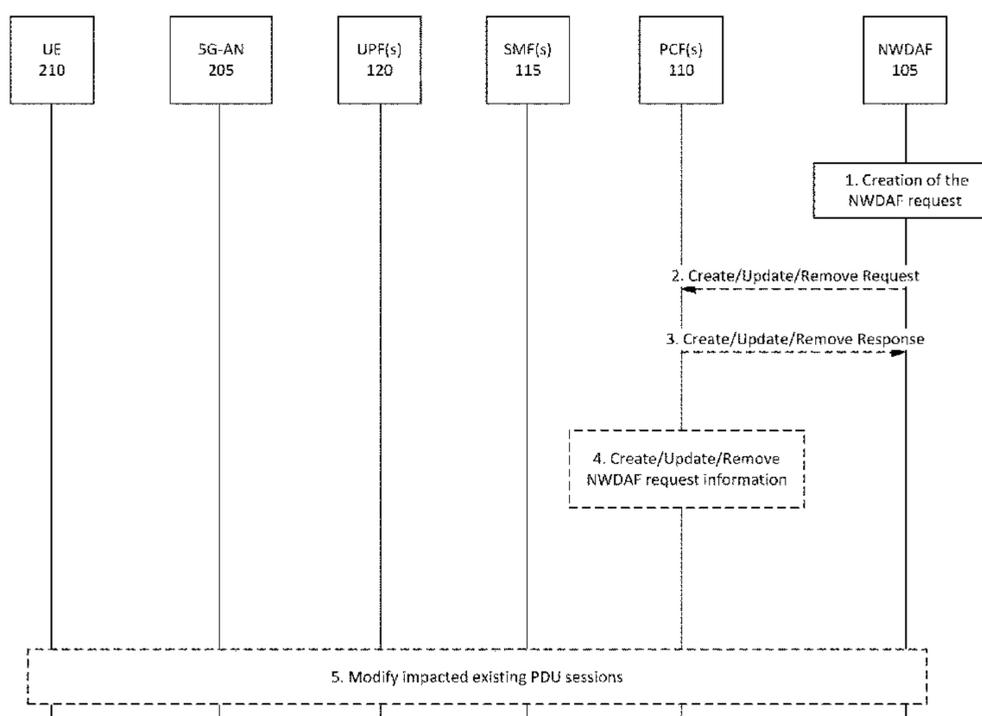 UE
210
5G-AN
205
UPF(s)
120
SMF(s)
115
PCF(s)
110
NWDAF
105
1. Creation of the
NWDAF request
2. Create/Update/Remove Request
3. Create/Update/Remove Response
4. Create/Update/Remove
NWDAF request information
5. Modify impacted existing PDU sessions